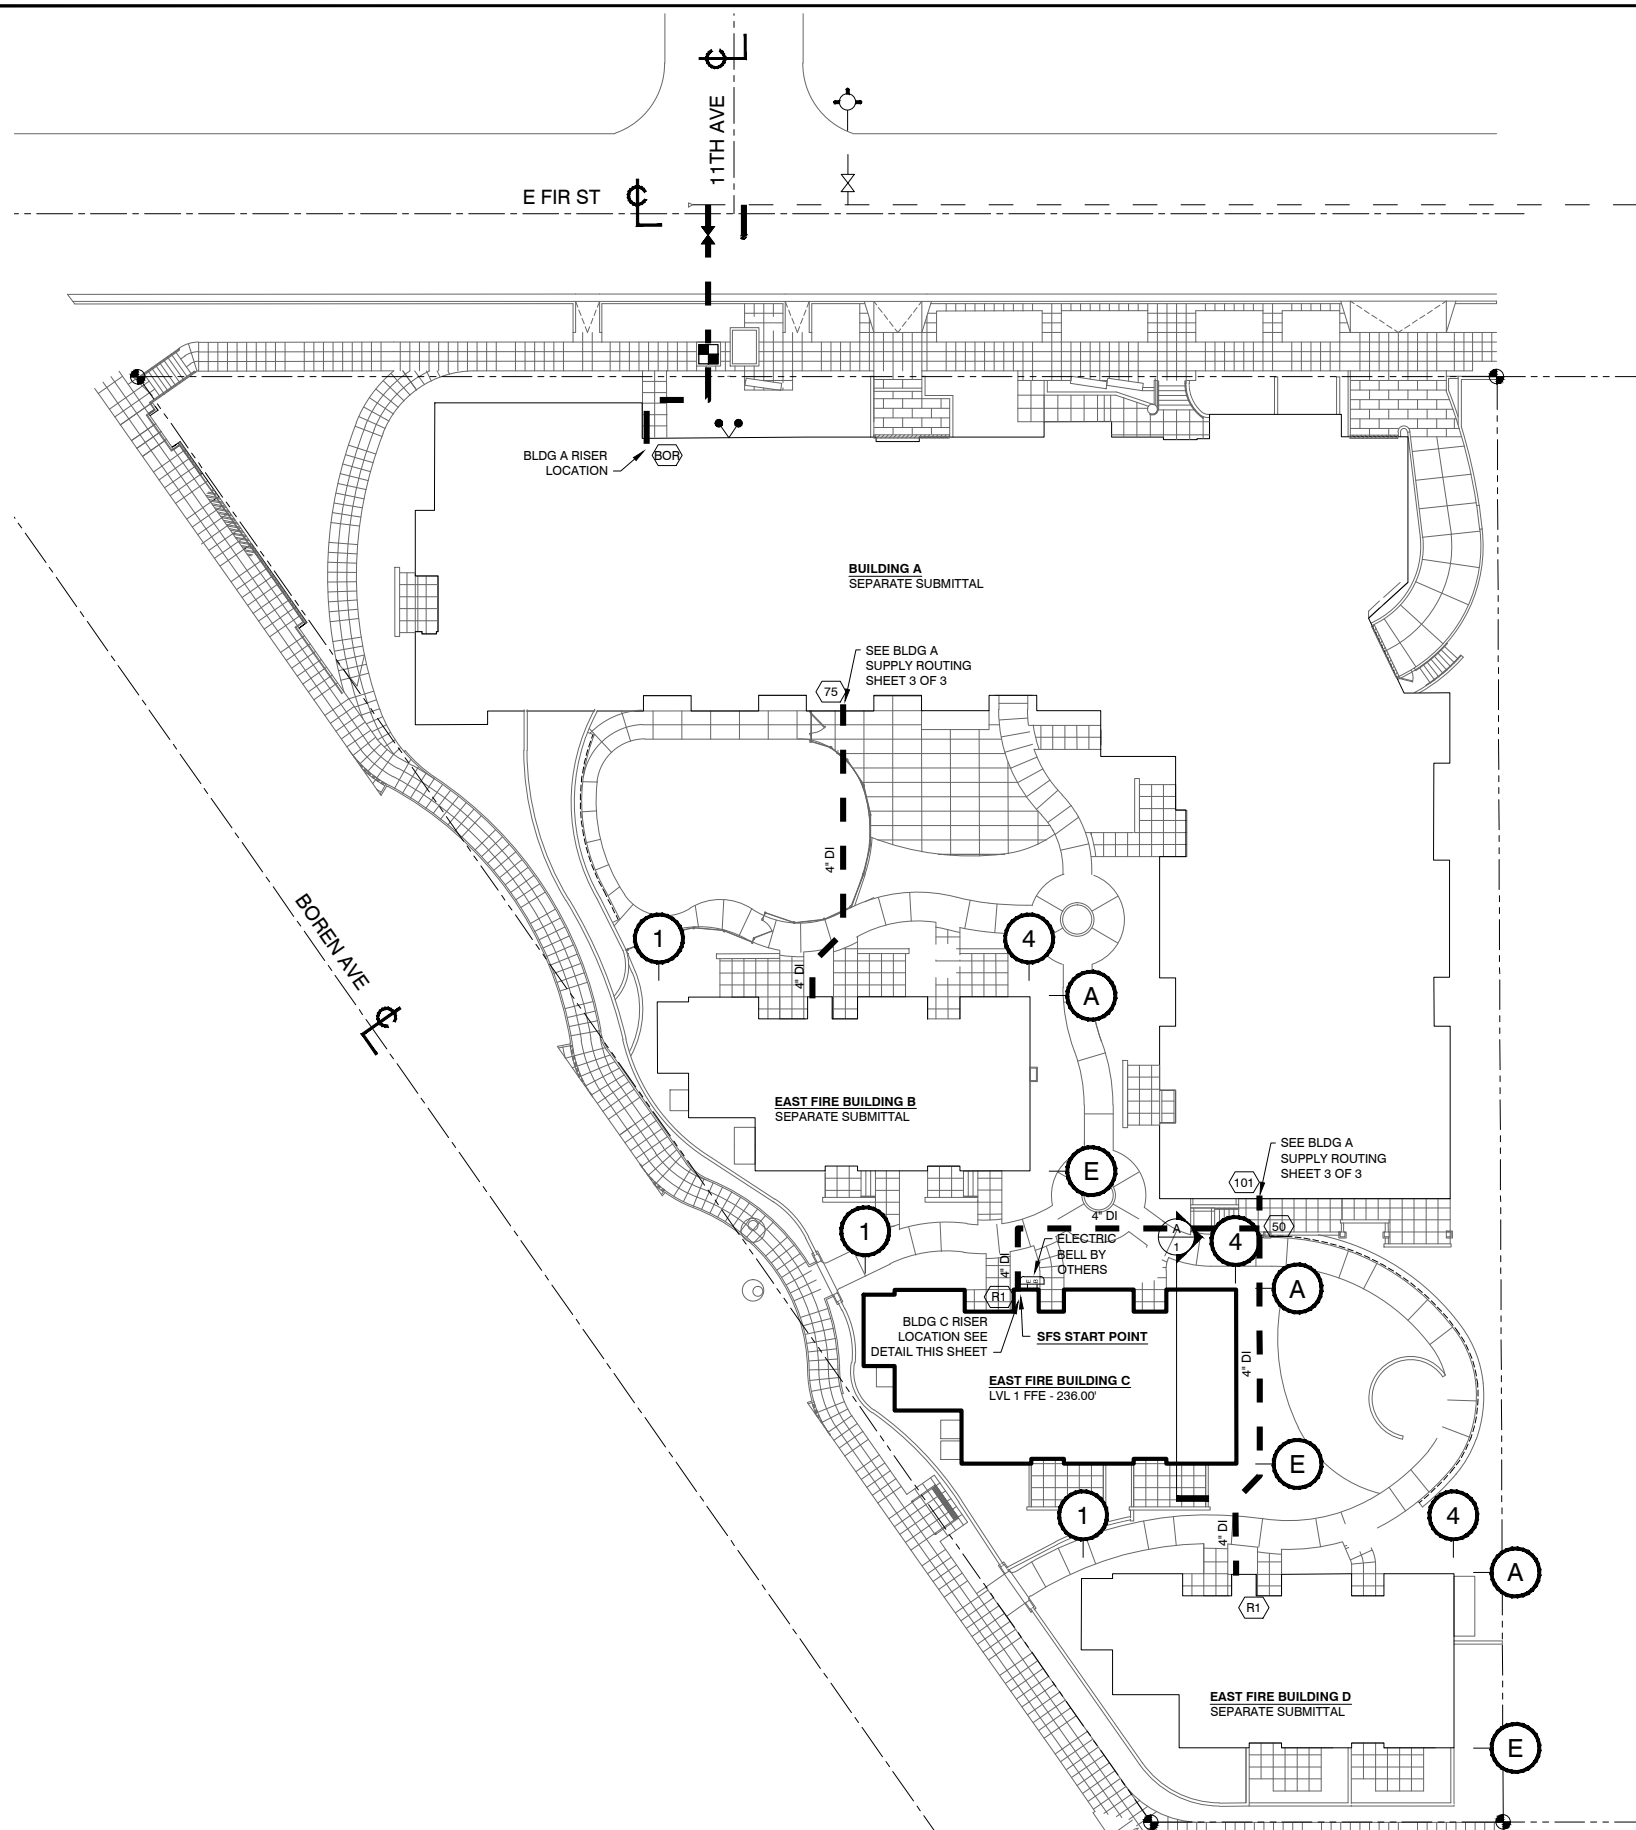 11TH AVE
E FIR ST
BLDG A RISER
LOCATION
BOR
BUILDING A
SEPARATE SUBMITTAL
SEE BLDG A
SUPPLY ROUTING
SHEET 3 OF 3
75
4" DI
BOREN AVE
1
4
4" DI
A
EAST FIRE BUILDING B
SEPARATE SUBMITTAL
SEE BLDG A
SUPPLY ROUTING
SHEET 3 OF 3
E
101
4" DI
1
A
1
4
50
ELECTRIC
BELL BY
OTHERS
4" DI
R1
A
BLDG C RISER
LOCATION SEE
DETAIL THIS SHEET
SFS START POINT
4" DI
EAST FIRE BUILDING C
LVL 1 FFE - 236.00'
E
1
4
4" DI
A
R1
EAST FIRE BUILDING D
SEPARATE SUBMITTAL
E